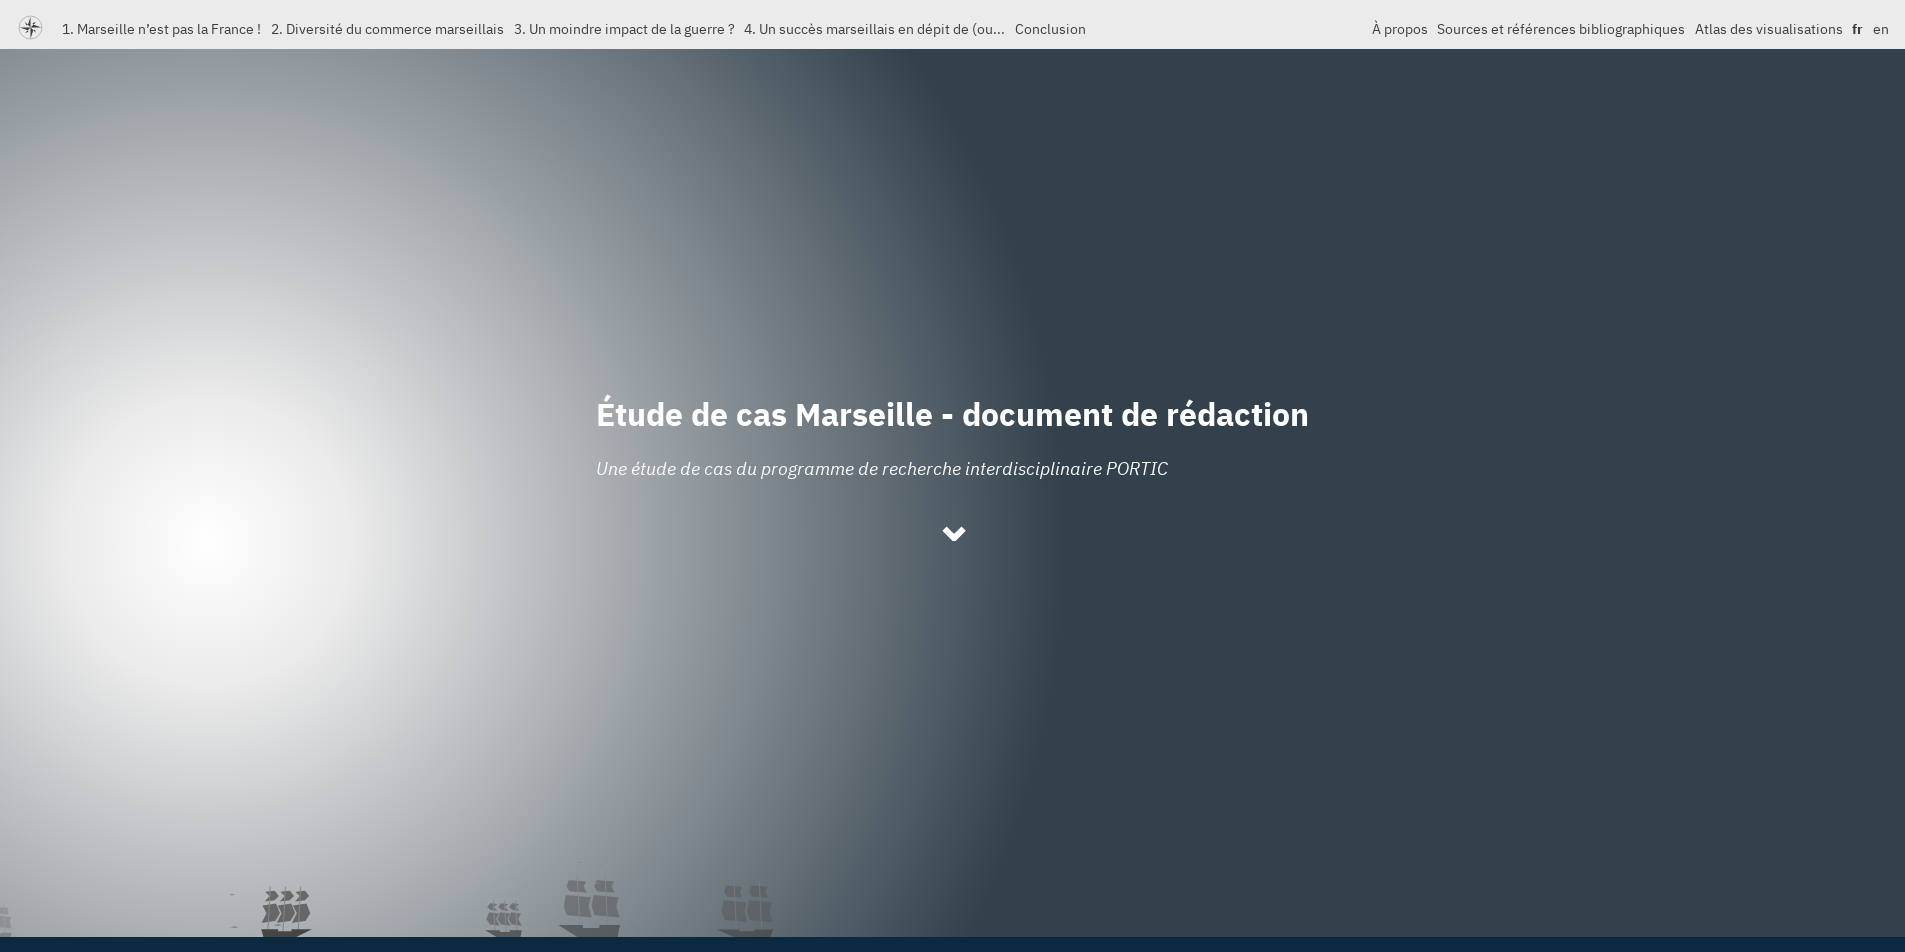 1. Marseille n’est pas la France ! 2. Diversité du commerce marseillais 3. Un moindre impact de la guerre ? 4. Un succès marseillais en dépit de (ou... Conclusion À propos Sources et références bibliographiques Atlas des visualisations fr en
Étude de cas Marseille - document de rédaction
Une étude de cas du programme de recherche interdisciplinaire PORTIC